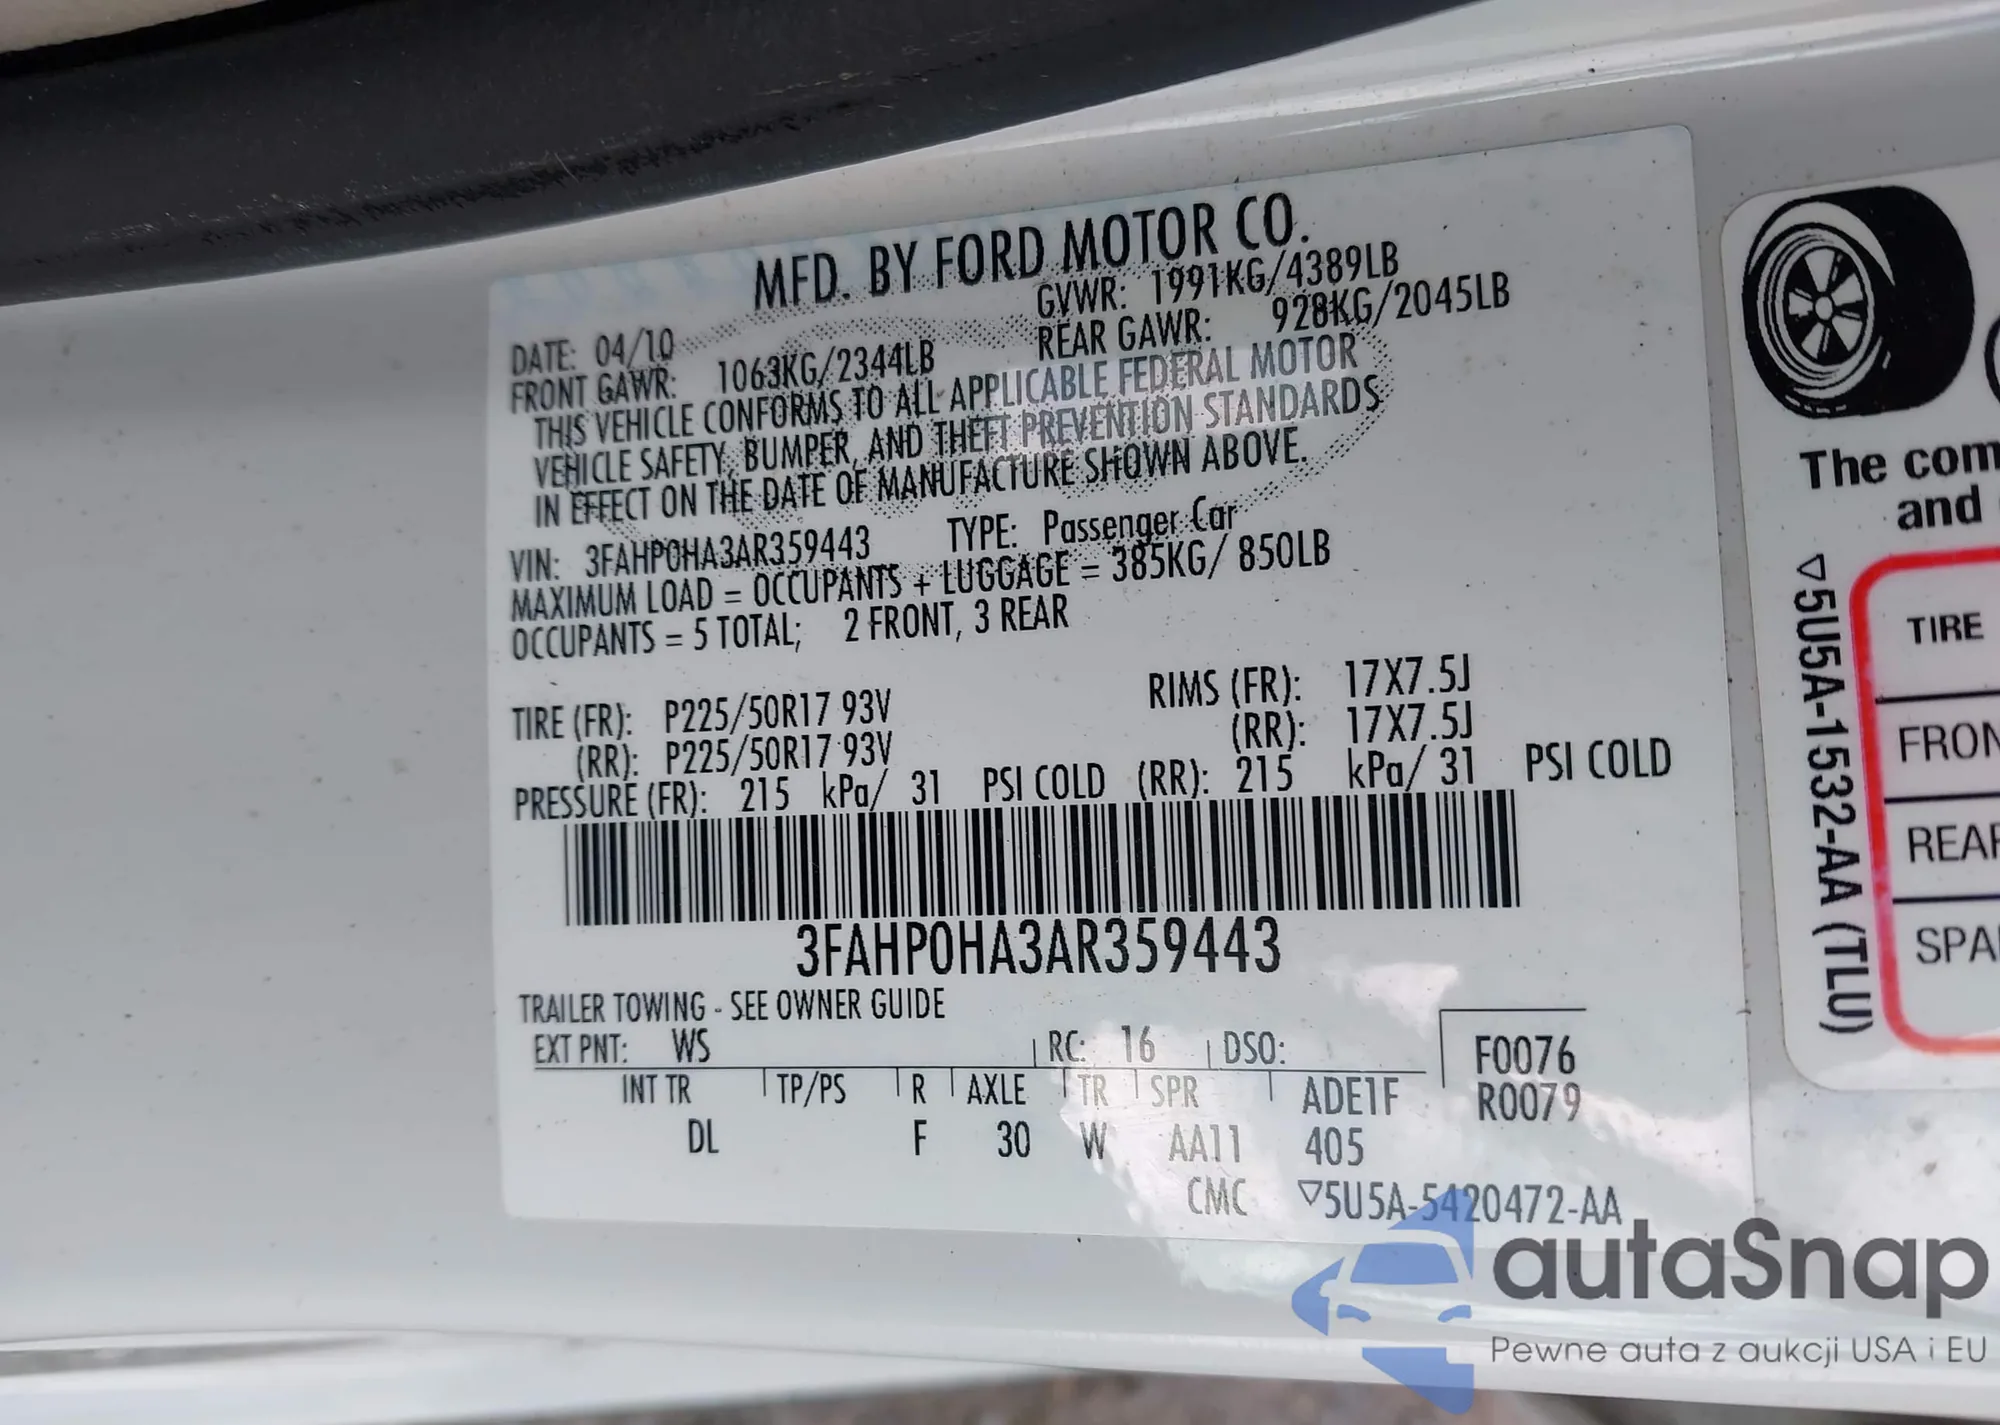 MFD. BY FORD MOTOR CO.
DATE: 04/10 GVWR: 1991KG/4389LB
FRONT GAWR: 1063KG/2344LB REAR GAWR: 928KG/2045LB
THIS VEHICLE CONFORMS TO ALL APPLICABLE FEDERAL MOTOR
VEHICLE SAFETY, BUMPER, AND THEFT PREVENTION STANDARDS
IN EFFECT ON THE DATE OF MANUFACTURE SHOWN ABOVE.
VIN: 3FAHP0HA3AR359443 TYPE: Passenger Car
MAXIMUM LOAD = OCCUPANTS + LUGGAGE = 385KG/ 850LB
OCCUPANTS = 5 TOTAL; 2 FRONT, 3 REAR
TIRE (FR): P225/50R17 93V RIMS (FR): 17X7.5J
(RR): P225/50R17 93V (RR): 17X7.5J
PRESSURE (FR): 215 kPa/ 31 PSI COLD (RR): 215 kPa/ 31 PSI COLD
3FAHP0HA3AR359443
TRAILER TOWING - SEE OWNER GUIDE
EXT PNT: WS RC: 16 DSO: F0076
R0079
INT TR TP/PS R AXLE TR SPR ADE1F
DL F 30 W AA11 405
CMC ▽5U5A-5420472-AA
The com
and
▽5U5A-1532-AA (TLU)
TIRE
FRON
REAR
SPA
autaSnap
Pewne auta z aukcji USA i EU